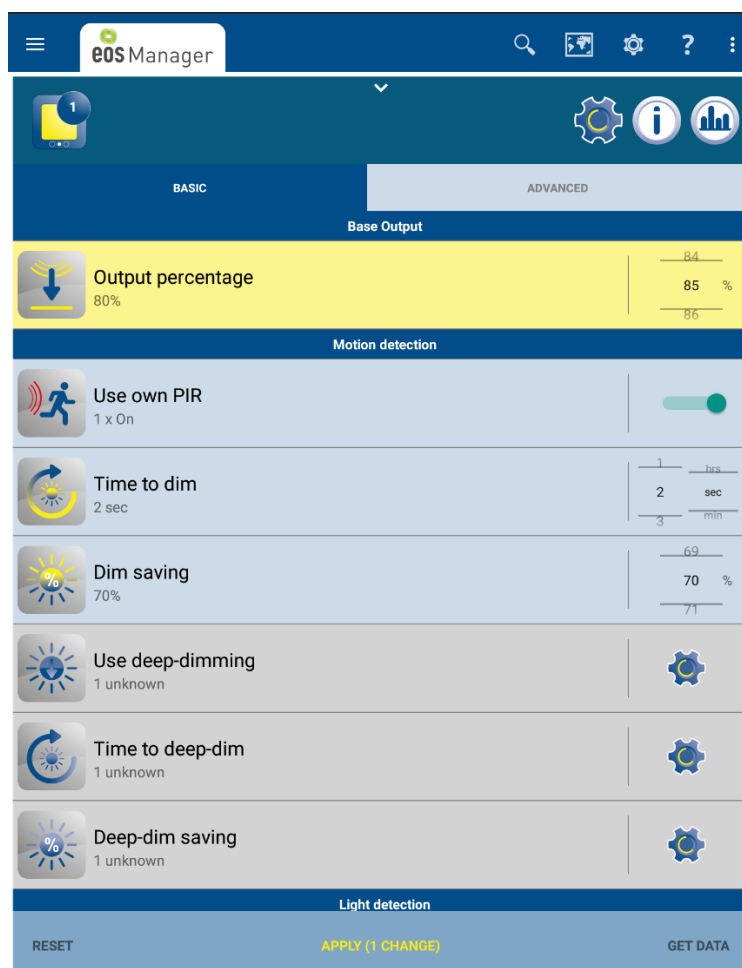 eos Manager
?
1
BASIC
ADVANCED
Base Output
Output percentage
80%
84
85 %
86
Motion detection
Use own PIR
1 x On
Time to dim
2 sec
1 hrs
2 sec
3 min
Dim saving
70%
69
70 %
71
Use deep-dimming
1 unknown
Time to deep-dim
1 unknown
Deep-dim saving
1 unknown
Light detection
RESET
APPLY (1 CHANGE)
GET DATA